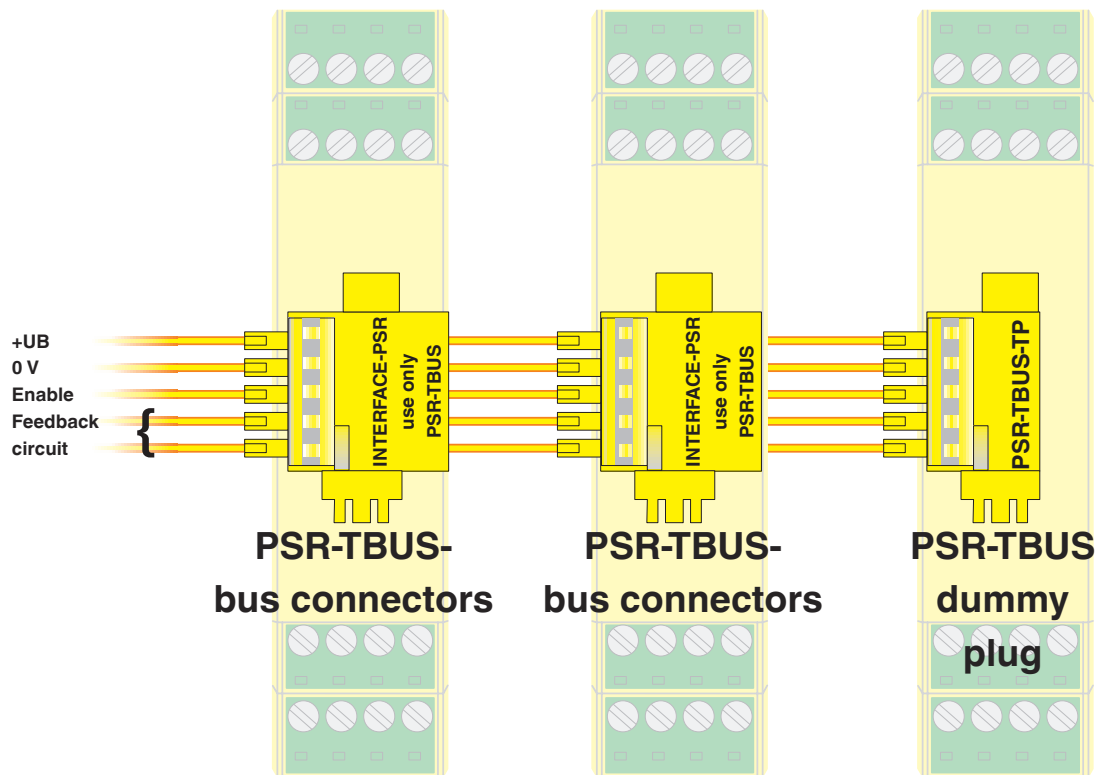 +UB
0 V
Enable
Feedback
circuit
{
INTERFACE-PSR
use only
PSR-TBUS
INTERFACE-PSR
use only
PSR-TBUS
PSR-TBUS-TP
PSR-TBUS-
bus connectors
PSR-TBUS-
bus connectors
PSR-TBUS
dummy
plug